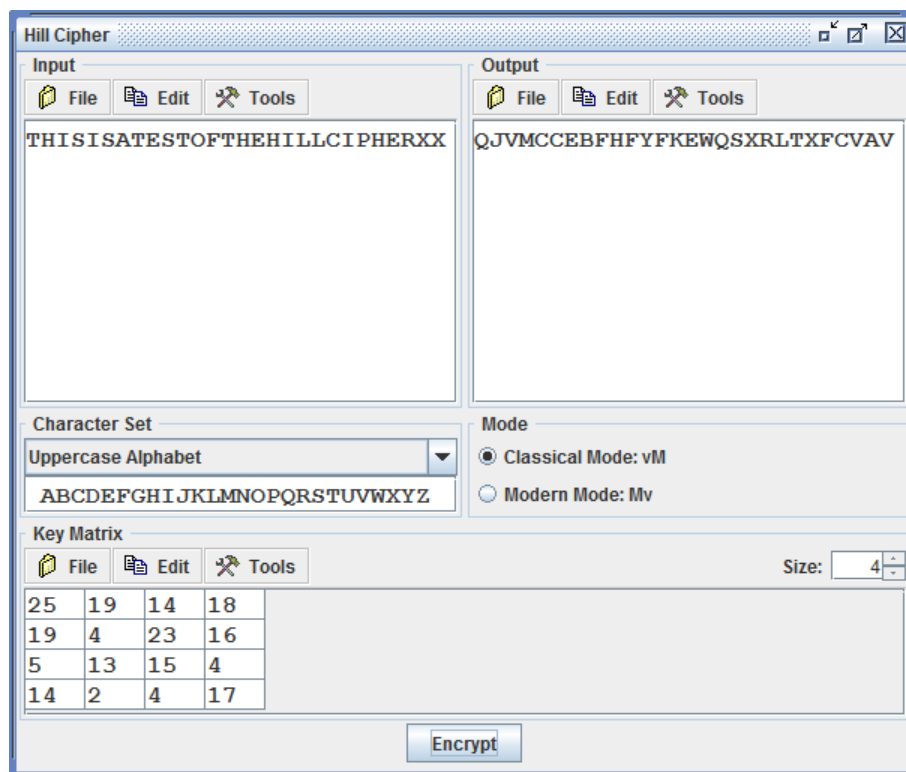 Hill Cipher
Input
File Edit Tools
THISISATESTOFTHEHILLCIPHERXX
Output
File Edit Tools
QJVMCCEBFHFYFKEWQSXRLTXFCVAV
Character Set
Uppercase Alphabet
ABCDEFGHIJKLMNOPQRSTUVWXYZ
Mode
Classical Mode: vM
Modern Mode: Mv
Key Matrix
File Edit Tools
Size: 4
25 19 14 18
19 4 23 16
5 13 15 4
14 2 4 17
Encrypt